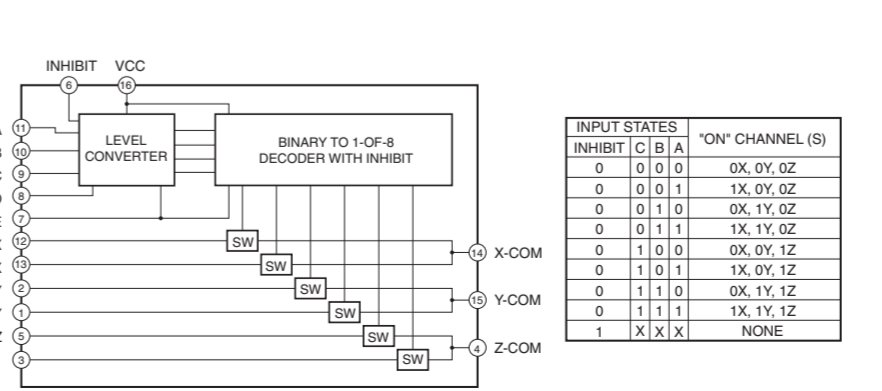 INHIBIT VCC
6 16
11
10
9
8
7
12
13
2
1
5
3
LEVEL
CONVERTER
BINARY TO 1-OF-8
DECODER WITH INHIBIT
SW
SW
SW
SW
SW
SW
14 X-COM
15 Y-COM
4 Z-COM
INPUT STATES "ON" CHANNEL (S)
INHIBIT C B A
0 0 0 0 0X, 0Y, 0Z
0 0 0 1 1X, 0Y, 0Z
0 0 1 0 0X, 1Y, 0Z
0 0 1 1 1X, 1Y, 0Z
0 1 0 0 0X, 0Y, 1Z
0 1 0 1 1X, 0Y, 1Z
0 1 1 0 0X, 1Y, 1Z
0 1 1 1 1X, 1Y, 1Z
1 X X X NONE